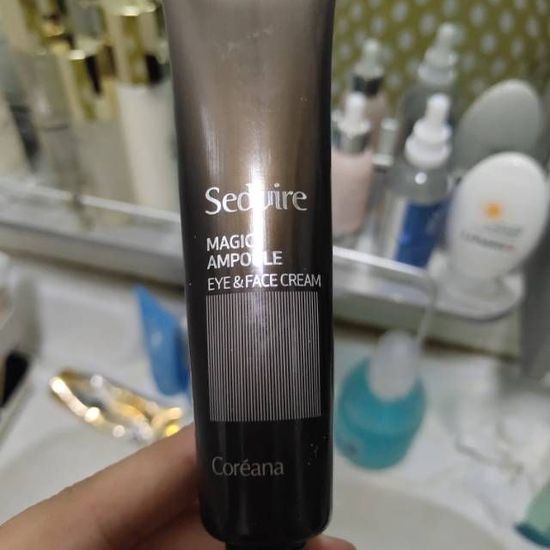 Seduire
MAGIC
AMPOULE
EYE & FACE CREAM
Coréana